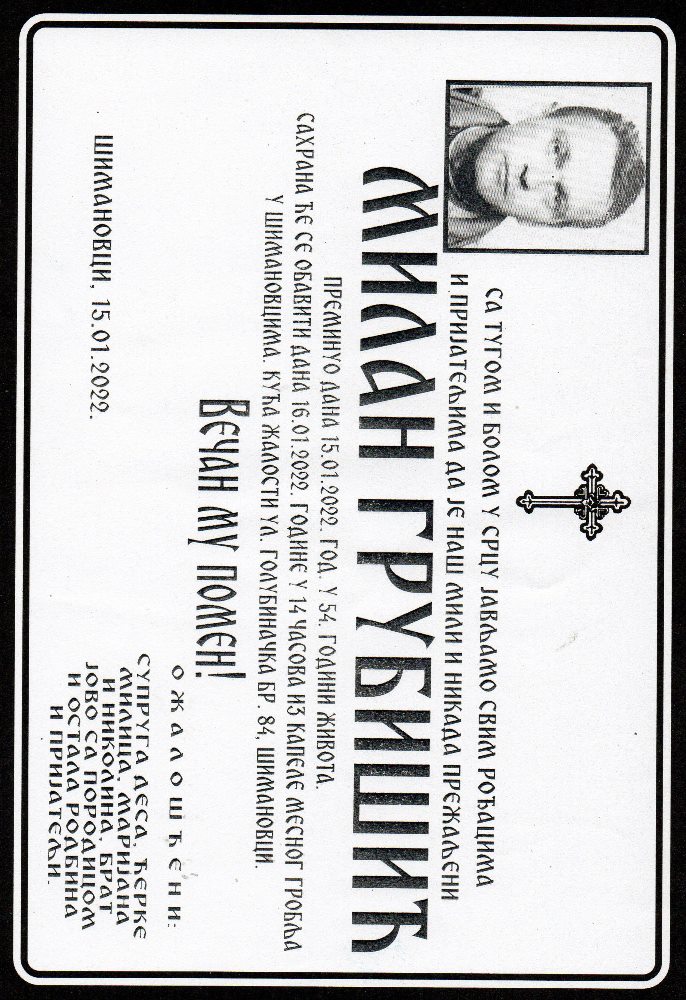 СА ТУГОМ И БОЛОМ У СРЦУ ЈАВЉАМО СВИМ РОЂАЦИМА
И ПРИЈАТЕЉИМА ДА ЈЕ НАШ МИЛИ И НИКАДА ПРЕЖАЉЕНИ
МИЛАН ГРУБИШИЋ
ПРЕМИНУО ДАНА 15.01.2022. ГОД. У 54. ГОДИНИ ЖИВОТА.
САХРАНА ЋЕ СЕ ОБАВИТИ ДАНА 16.01.2022. ГОДИНЕ У 14 ЧАСОВА ИЗ КАПЕЛЕ МЕСНОГ ГРОБЉА
У ШИМАНОВЦИМА. КУЋА ЖАЛОСТИ УЛ. ГОЛУБИНАЧКА БР. 84, ШИМАНОВЦИ.
ВЕЧАН МУ ПОМЕН!
ОЖАЛОШЋЕНИ:
СУПРУГА ЛЕСА, ЋЕРКЕ
МИЛИЦА, МАРИЈАНА
И НИКОЛИНА, БРАТ
ЈОВО СА ПОРОДИЦОМ
И ОСТАЛА РОДБИНА
И ПРИЈАТЕЉИ.
ШИМАНОВЦИ, 15.01.2022.